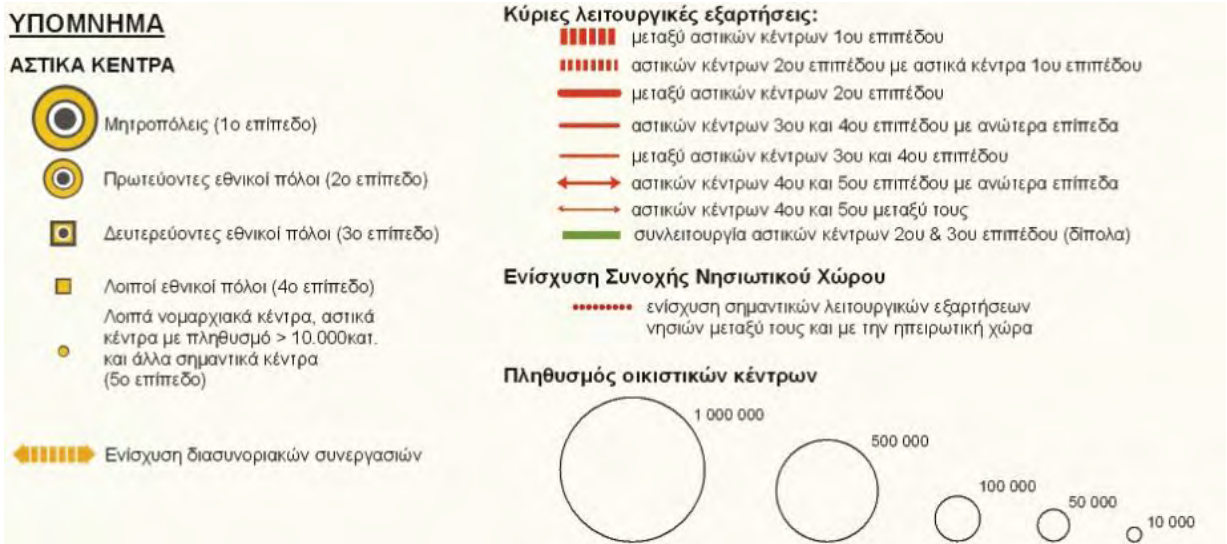 ΥΠΟΜΝΗΜΑ
ΑΣΤΙΚΑ ΚΕΝΤΡΑ
Μητροπόλεις (1ο επίπεδο)
Πρωτεύοντες εθνικοί πόλοι (2ο επίπεδο)
Δευτερεύοντες εθνικοί πόλοι (3ο επίπεδο)
Λοιποί εθνικοί πόλοι (4ο επίπεδο)
Λοιπά νομαρχιακά κέντρα, αστικά
κέντρα με πληθυσμό > 10.000κατ.
και άλλα σημαντικά κέντρα
(5ο επίπεδο)
Ενίσχυση διασυνοριακών συνεργασιών
Κύριες λειτουργικές εξαρτήσεις:
μεταξύ αστικών κέντρων 1ου επιπέδου
αστικών κέντρων 2ου επιπέδου με αστικά κέντρα 1ου επιπέδου
μεταξύ αστικών κέντρων 2ου επιπέδου
αστικών κέντρων 3ου και 4ου επιπέδου με ανώτερα επίπεδα
μεταξύ αστικών κέντρων 3ου και 4ου επιπέδου
αστικών κέντρων 4ου και 5ου επιπέδου με ανώτερα επίπεδα
αστικών κέντρων 4ου και 5ου μεταξύ τους
συνλειτουργία αστικών κέντρων 2ου & 3ου επιπέδου (δίπολα)
Ενίσχυση Συνοχής Νησιωτικού Χώρου
ενίσχυση σημαντικών λειτουργικών εξαρτήσεων
νησιών μεταξύ τους και με την ηπειρωτική χώρα
Πληθυσμός οικιστικών κέντρων
1 000 000
500 000
100 000
50 000
10 000